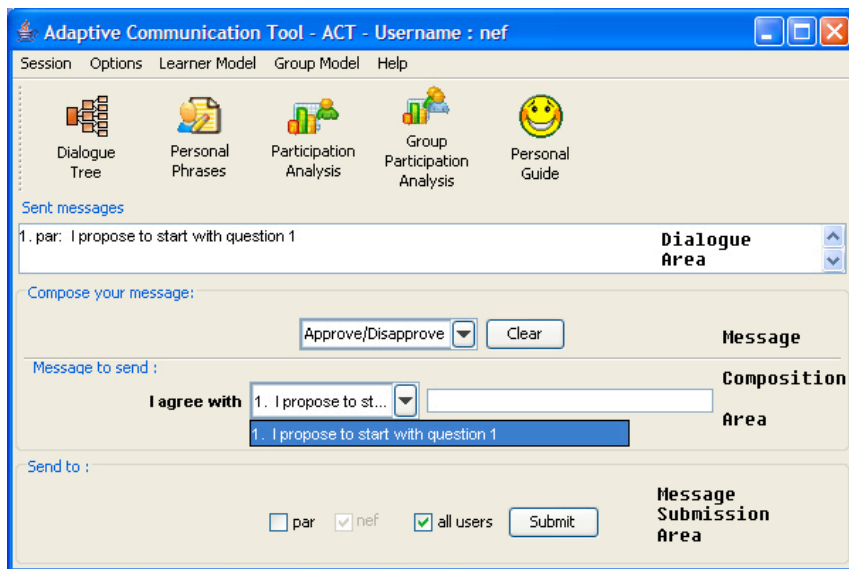 Adaptive Communication Tool - ACT - Username : nef
Session Options Learner Model Group Model Help
Dialogue
Tree
Personal
Phrases
Participation
Analysis
Group
Participation
Analysis
Personal
Guide
Sent messages
1. par: I propose to start with question 1
Dialogue
Area
Compose your message:
Approve/Disapprove Clear
Message
Composition
Area
Message to send :
I agree with 1. I propose to st...
1. I propose to start with question 1
Send to :
par nef all users Submit
Message
Submission
Area